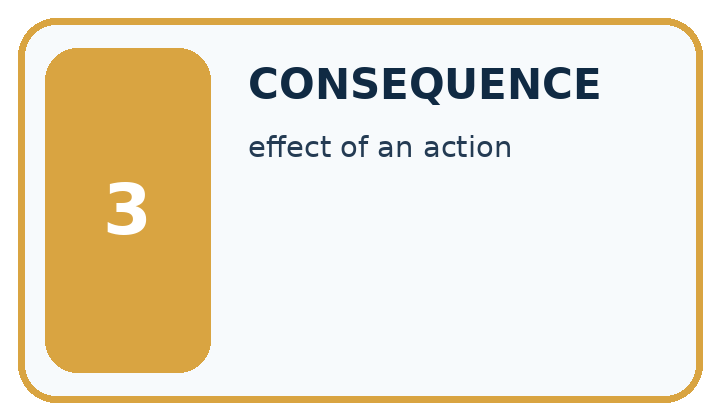 3
CONSEQUENCE
effect of an action